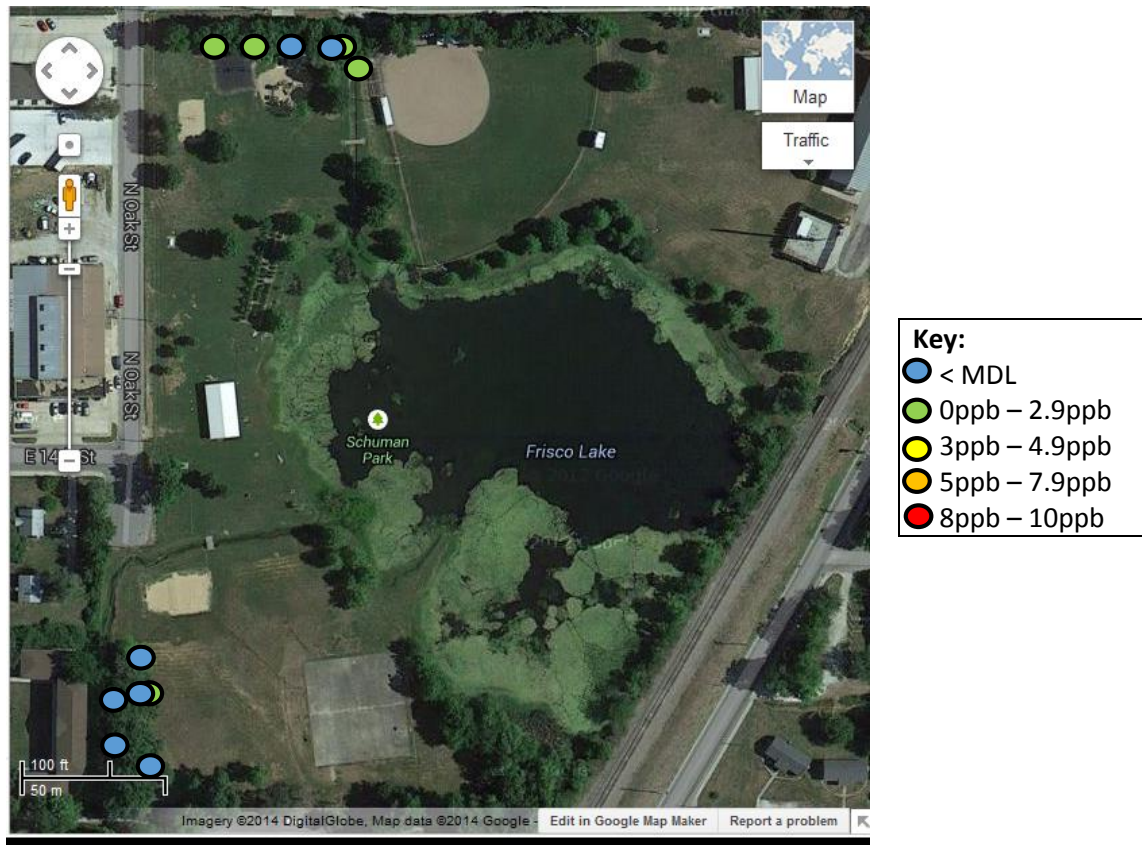 Map
Traffic
N Oak St
N Oak St
E 14th St
Schuman
Park
Frisco Lake
100 ft
50 m
Imagery ©2014 DigitalGlobe, Map data ©2014 Google -
Edit in Google Map Maker
Report a problem
Key:
< MDL
0ppb – 2.9ppb
3ppb – 4.9ppb
5ppb – 7.9ppb
8ppb – 10ppb